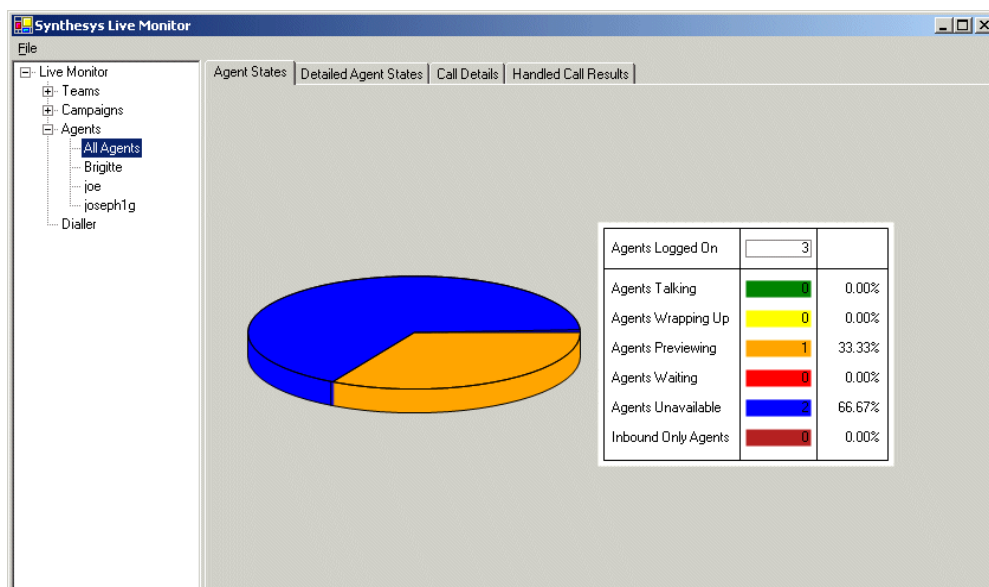 Synthesys Live Monitor
File
Live Monitor
Teams
Campaigns
Agents
All Agents
Brigitte
joe
joseph1g
Dialler
Agent States Detailed Agent States Call Details Handled Call Results
Agents Logged On 3
Agents Talking 0 0.00%
Agents Wrapping Up 0 0.00%
Agents Previewing 1 33.33%
Agents Waiting 0 0.00%
Agents Unavailable 2 66.67%
Inbound Only Agents 0 0.00%